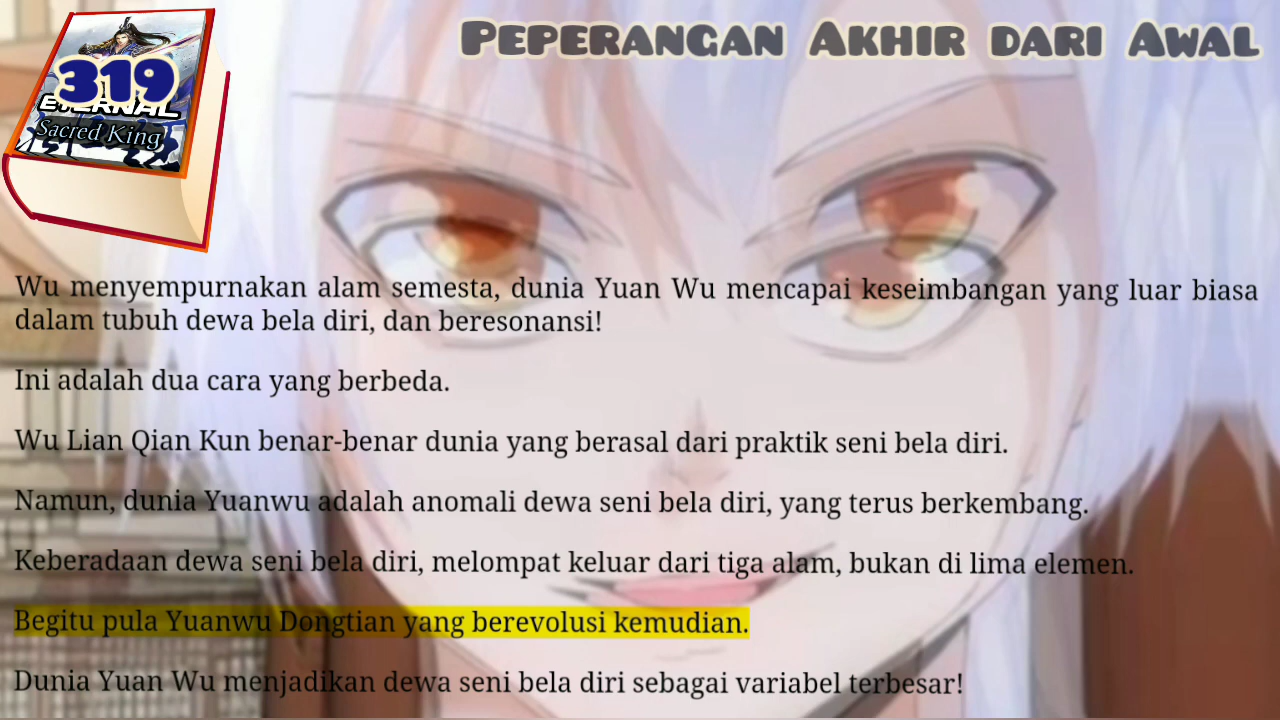 Peperangan Akhir dari Awal
319
ETERNAL
Sacred King
Wu menyempurnakan alam semesta, dunia Yuan Wu mencapai keseimbangan yang luar biasa
dalam tubuh dewa bela diri, dan beresonansi!
Ini adalah dua cara yang berbeda.
Wu Lian Qian Kun benar-benar dunia yang berasal dari praktik seni bela diri.
Namun, dunia Yuanwu adalah anomali dewa seni bela diri, yang terus berkembang.
Keberadaan dewa seni bela diri, melompat keluar dari tiga alam, bukan di lima elemen.
Begitu pula Yuanwu Dongtian yang berevolusi kemudian.
Dunia Yuan Wu menjadikan dewa seni bela diri sebagai variabel terbesar!